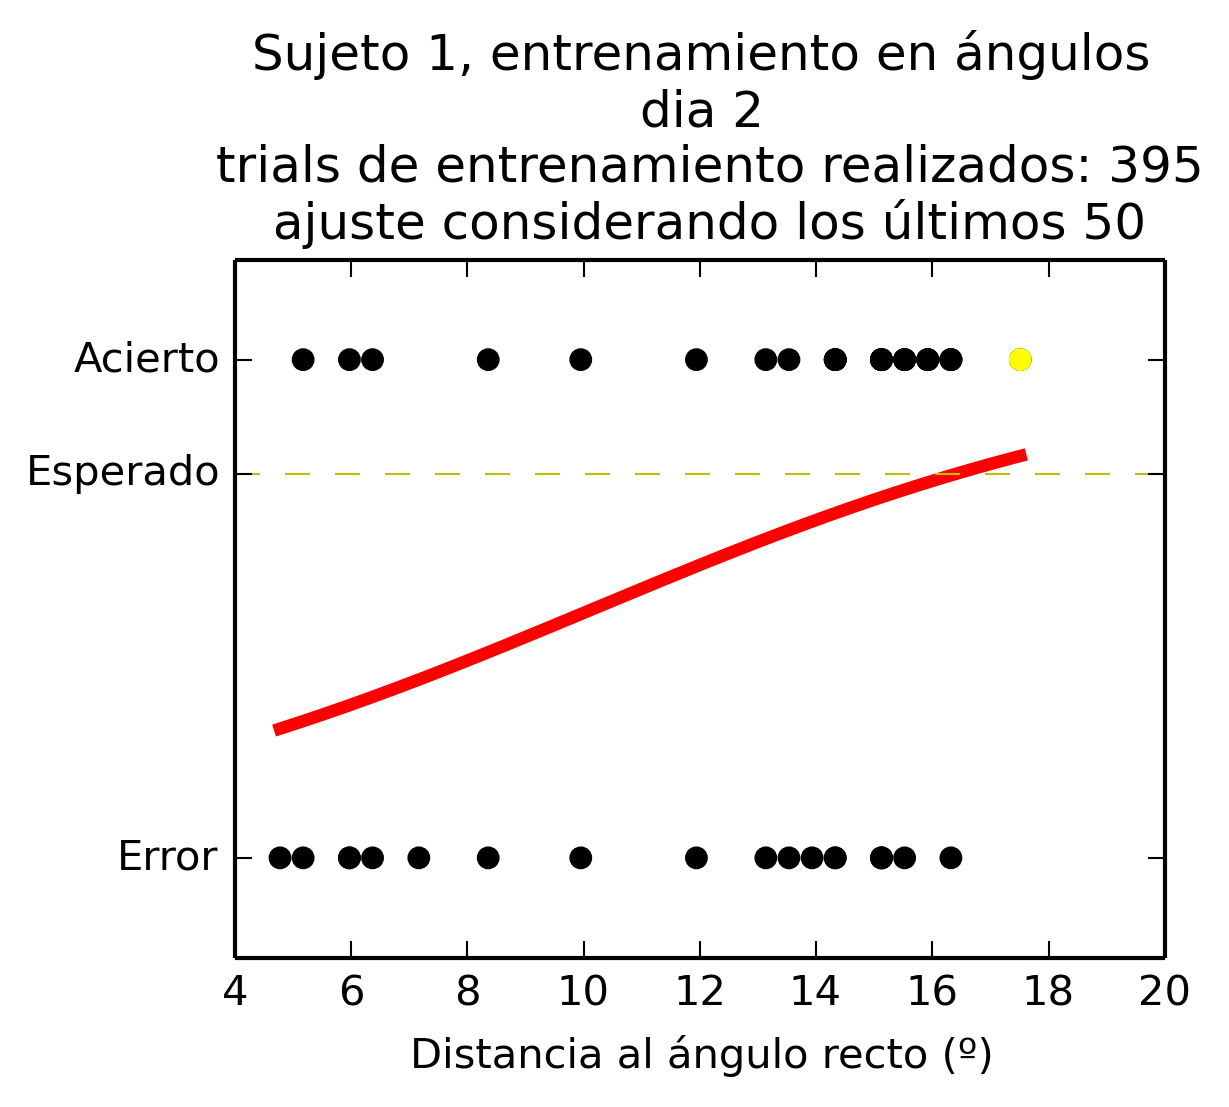 Sujeto 1, entrenamiento en ángulos
dia 2
trials de entrenamiento realizados: 395
ajuste considerando los últimos 50
Acierto
Esperado
Error
4 6 8 10 12 14 16 18 20
Distancia al ángulo recto (º)